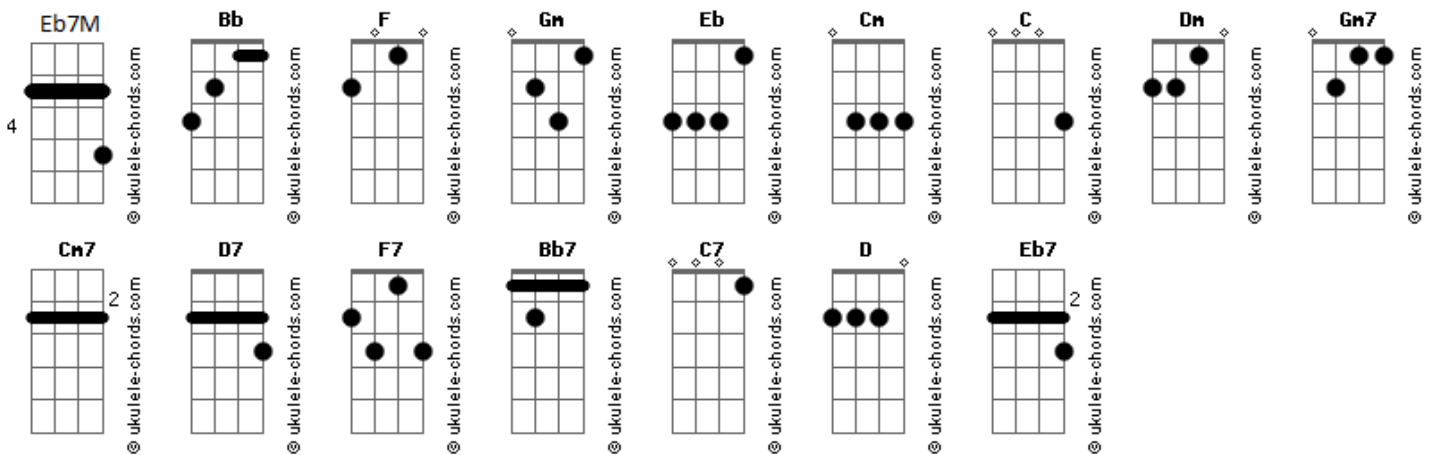 Eb7M Bb F Gm Eb Cm C Dm Gm7
4
© ukulele-chords.com © ukulele-chords.com © ukulele-chords.com © ukulele-chords.com © ukulele-chords.com © ukulele-chords.com © ukulele-chords.com © ukulele-chords.com © ukulele-chords.com
Cm7 D7 F7 Bb7 C7 D Eb7
2 2
© ukulele-chords.com © ukulele-chords.com © ukulele-chords.com © ukulele-chords.com © ukulele-chords.com © ukulele-chords.com © ukulele-chords.com